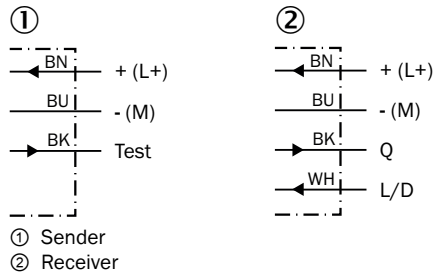 ① ②
BN + (L+) BN + (L+)
BU - (M) BU - (M)
BK Test BK Q
WH L/D
① Sender
② Receiver